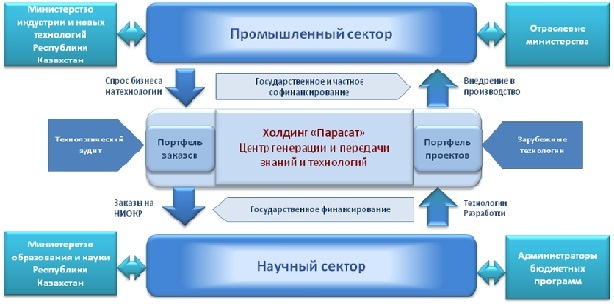 Министерство
индустрии и новых
технологий
Республики
Казахстан
Промышленный сектор
Отраслевые
министерства
Спрос бизнеса
на технологии
Государственное и частное
софинансирование
Внедрение в
производство
Технологический
аудит
Портфель
заказов
Холдинг «Парасат»
Центр генерации и передачи
знаний и технологий
Портфель
проектов
Зарубежные
технологии
Заказы на
НИОКР
Государственное финансирование
Технологии
Разработки
Министерство
образования и науки
Республики
Казахстан
Научный сектор
Администраторы
бюджетных
программ